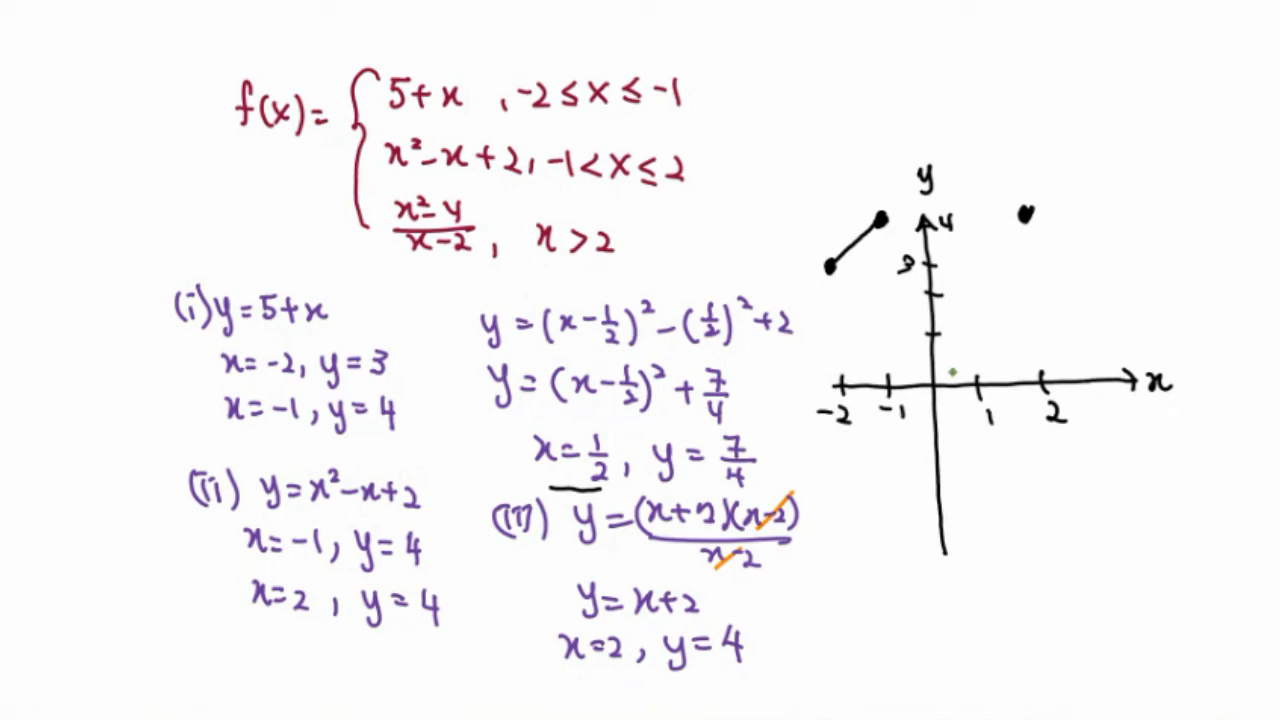 f(x) = { 5+x , -2 ≤ x ≤ -1
x² - x + 2, -1 < x ≤ 2
(x² - 4)/(x - 2), x > 2
(i) y = 5+x
x = -2, y = 3
x = -1, y = 4
(ii) y = x² - x + 2
x = -1, y = 4
x = 2, y = 4
y = (x - 1/2)² - (1/2)² + 2
y = (x - 1/2)² + 7/4
x = 1/2, y = 7/4
(iii) y = (x+2)(x-2)/(x-2)
y = x+2
x = 2, y = 4
y
4
3
x
-2 -1 1 2